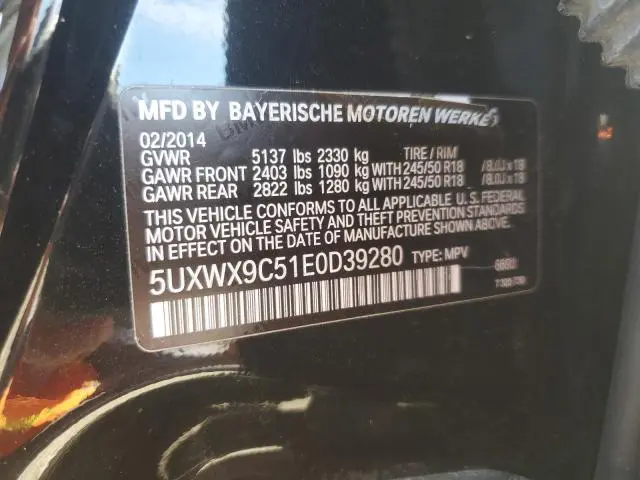 MFD BY BAYERISCHE MOTOREN WERKE
02/2014
GVWR 5137 lbs 2330 kg TIRE / RIM
GAWR FRONT 2403 lbs 1090 kg WITH 245/50 R18 /8.0J x 18
GAWR REAR 2822 lbs 1280 kg WITH 245/50 R18 /8.0J x 18
THIS VEHICLE CONFORMS TO ALL APPLICABLE U. S. FEDERAL
MOTOR VEHICLE SAFETY AND THEFT PREVENTION STANDARDS
IN EFFECT ON THE DATE OF MANUFACTURE SHOWN ABOVE.
5UXWX9C51E0D39280 TYPE: MPV